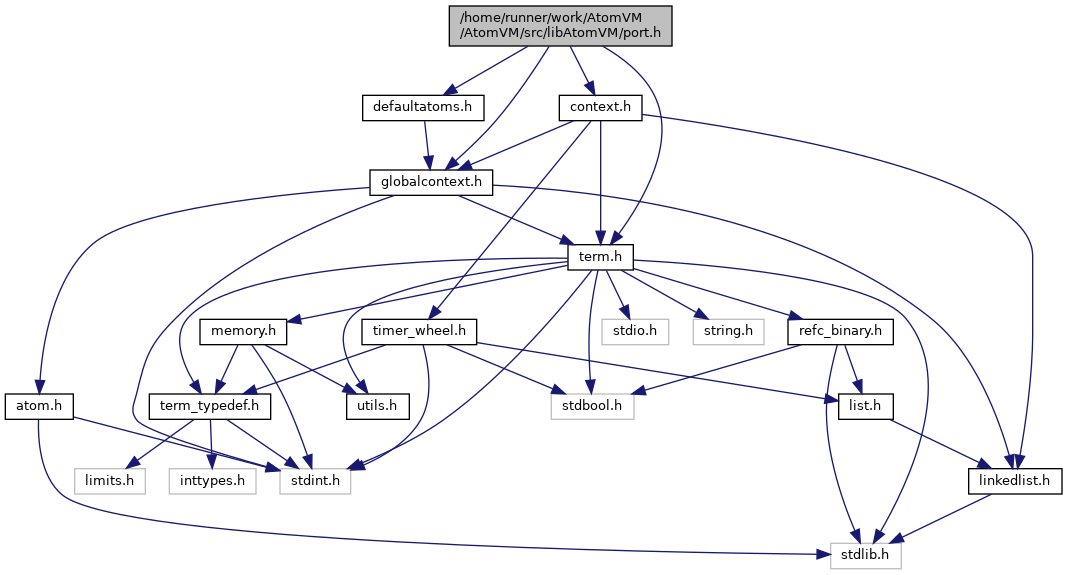 /home/runner/work/AtomVM
/AtomVM/src/libAtomVM/port.h
defaultatoms.h
context.h
globalcontext.h
term.h
memory.h
timer_wheel.h
stdio.h
string.h
refc_binary.h
atom.h
term_typedef.h
utils.h
stdbool.h
list.h
limits.h
inttypes.h
stdint.h
linkedlist.h
stdlib.h